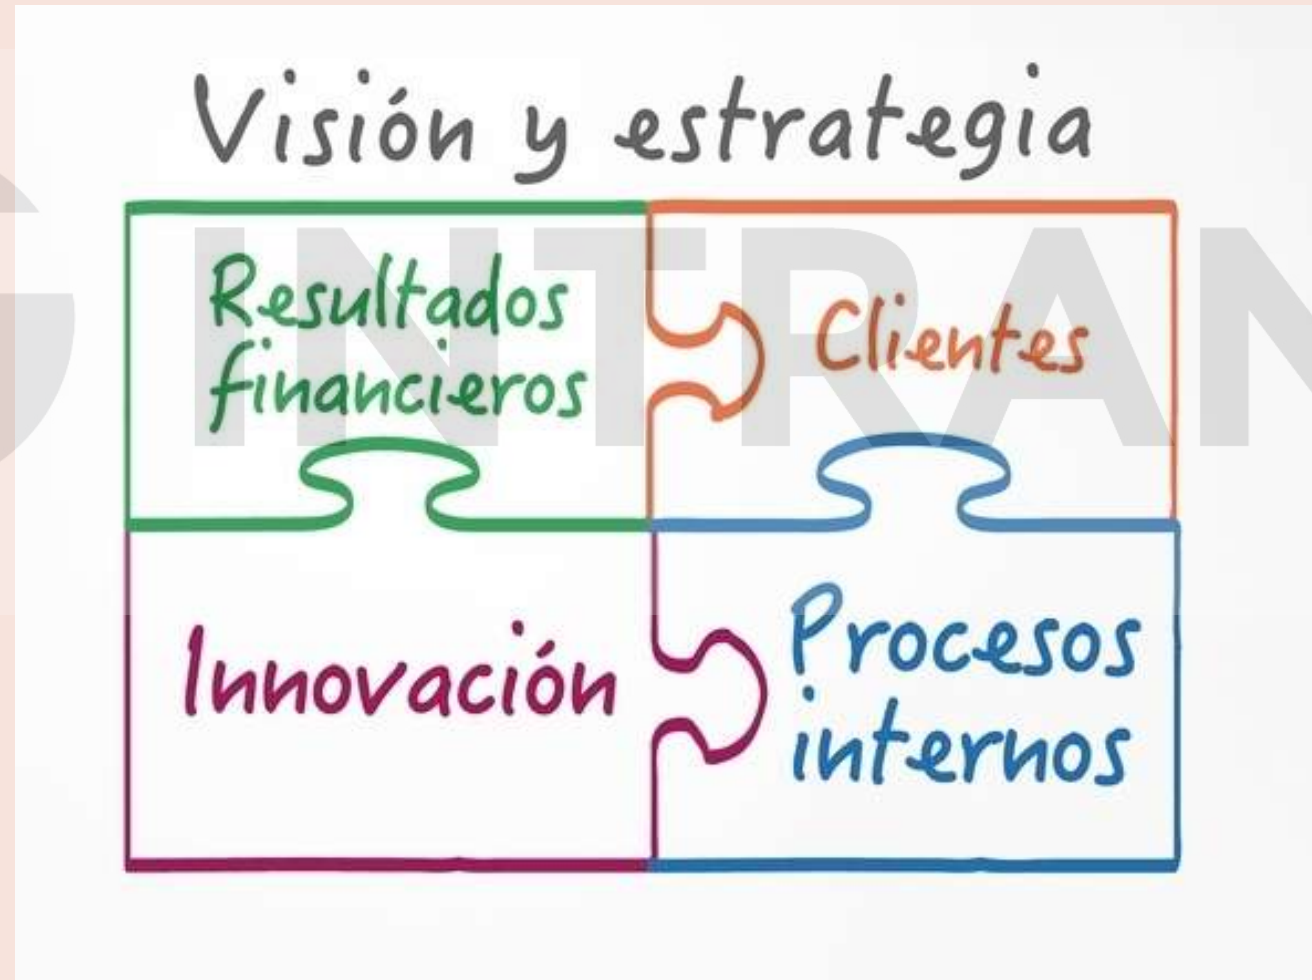 Visión y estrategia
Resultados
financieros
Clientes
Innovación
Procesos
internos
INTRAN